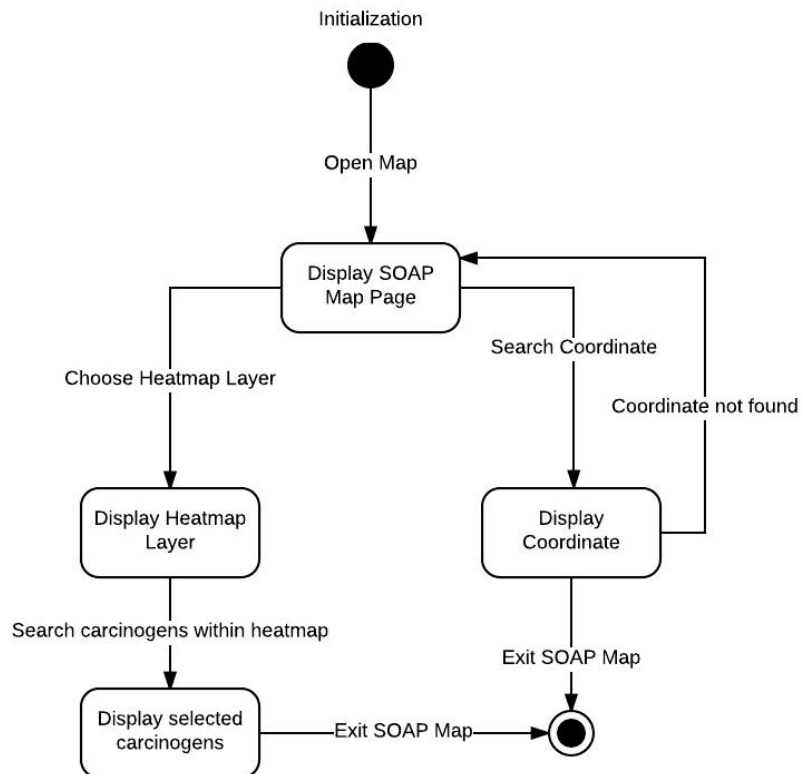 Initialization
Open Map
Display SOAP
Map Page
Search Coordinate
Choose Heatmap Layer
Coordinate not found
Display Heatmap
Layer
Display
Coordinate
Search carcinogens within heatmap
Exit SOAP Map
Display selected
carcinogens
Exit SOAP Map